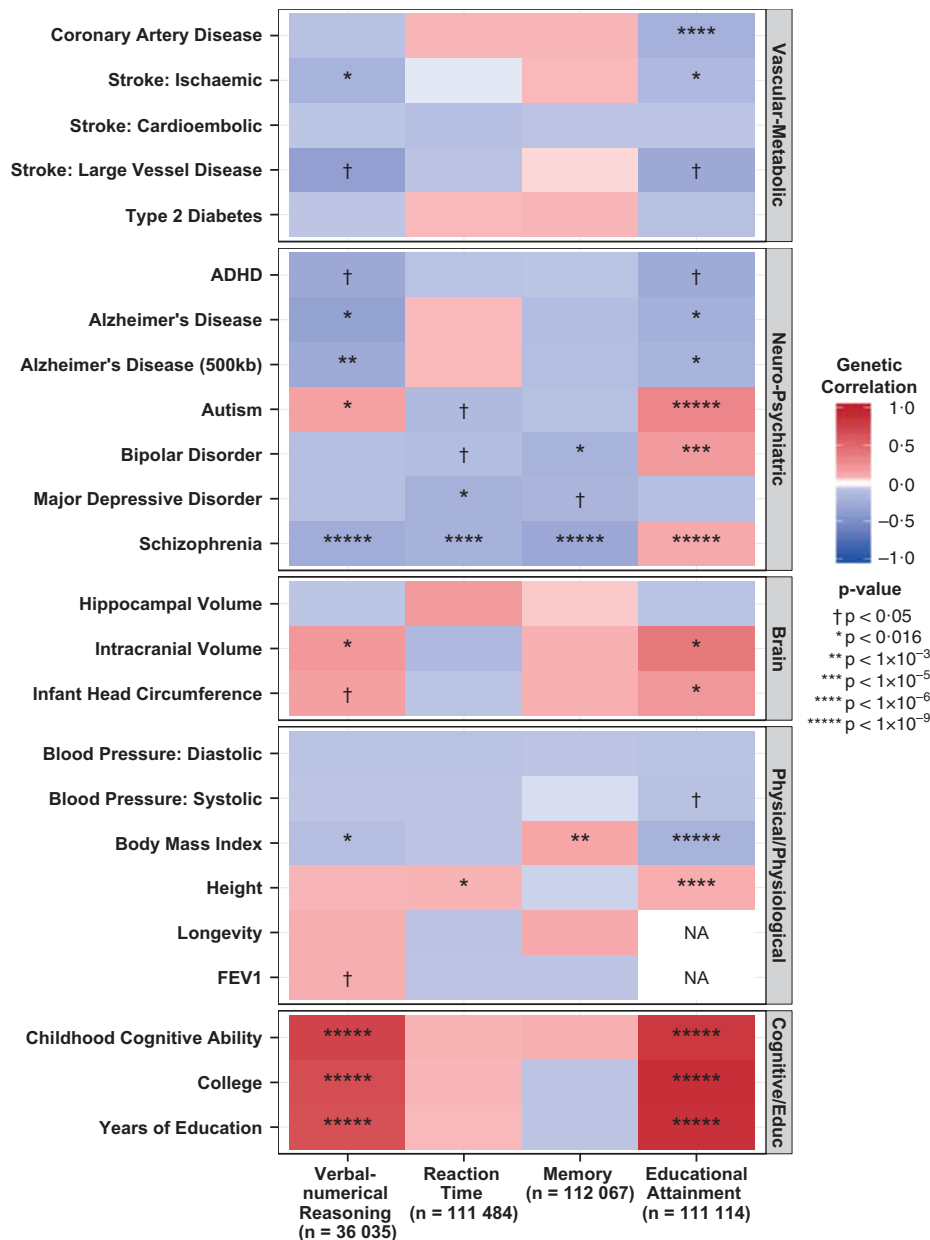 Coronary Artery Disease ****
Stroke: Ischaemic * *
Stroke: Cardioembolic
Stroke: Large Vessel Disease † †
Type 2 Diabetes
Vascular-Metabolic
ADHD † †
Alzheimer's Disease * *
Alzheimer's Disease (500kb) ** *
Autism * † *****
Bipolar Disorder † * ***
Major Depressive Disorder * †
Schizophrenia ***** **** ***** *****
Neuro-Psychiatric
Hippocampal Volume
Intracranial Volume * *
Infant Head Circumference † *
Brain
Blood Pressure: Diastolic
Blood Pressure: Systolic †
Body Mass Index * ** *****
Height * ****
Longevity NA
FEV1 † NA
Physical/Physiological
Childhood Cognitive Ability ***** *****
College ***** *****
Years of Education ***** *****
Cognitive/Educ
Verbal-
numerical
Reasoning
(n = 36 035)
Reaction
Time
(n = 111 484)
Memory
(n = 112 067)
Educational
Attainment
(n = 111 114)
Genetic
Correlation
1·0
0·5
0·0
−0·5
−1·0
p-value
† p < 0·05
* p < 0·016
** p < 1×10⁻³
*** p < 1×10⁻⁵
**** p < 1×10⁻⁶
***** p < 1×10⁻⁹